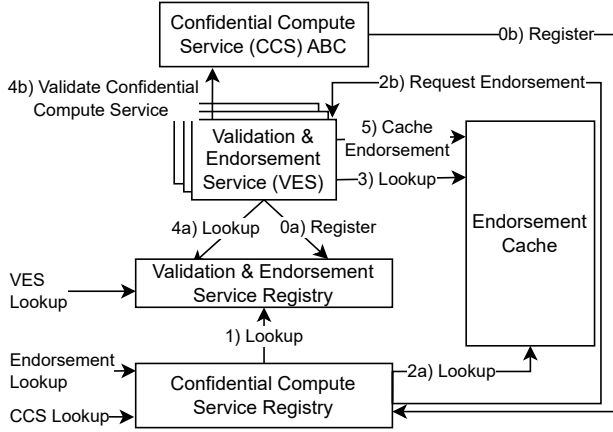 Confidential Compute
Service (CCS) ABC
0b) Register
4b) Validate Confidential
Compute Service
2b) Request Endorsement
Validation &
Endorsement
Service (VES)
5) Cache
Endorsement
3) Lookup
Endorsement
Cache
4a) Lookup
0a) Register
VES
Lookup
Validation & Endorsement
Service Registry
1) Lookup
Endorsement
Lookup
2a) Lookup
Confidential Compute
Service Registry
CCS Lookup